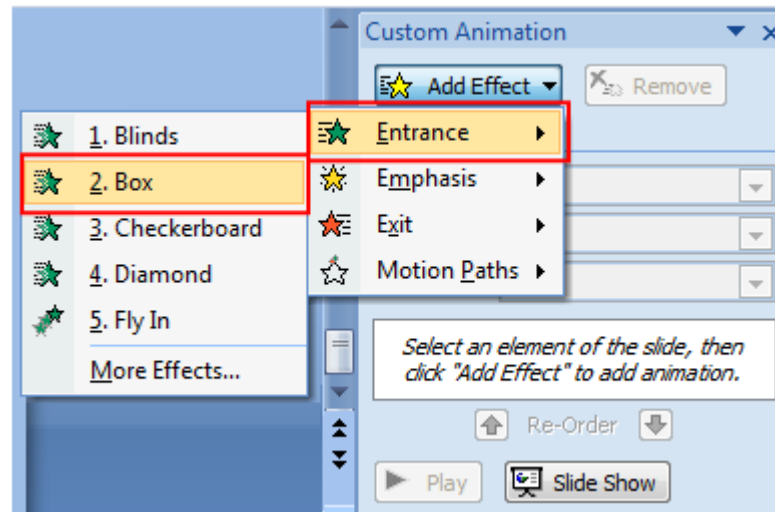 Custom Animation
Add Effect
Remove
Entrance
Emphasis
Exit
Motion Paths
1. Blinds
2. Box
3. Checkerboard
4. Diamond
5. Fly In
More Effects...
Select an element of the slide, then
click "Add Effect" to add animation.
Re-Order
Play
Slide Show